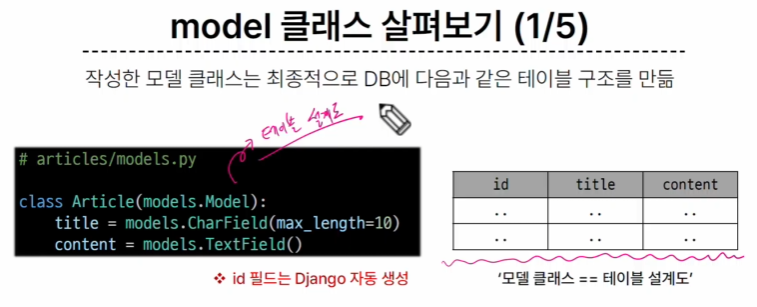 model 클래스 살펴보기 (1/5)
작성한 모델 클래스는 최종적으로 DB에 다음과 같은 테이블 구조를 만듦
테이블 설계도
# articles/models.py
class Article(models.Model):
    title = models.CharField(max_length=10)
    content = models.TextField()
❖ id 필드는 Django 자동 생성
id title content
.. .. ..
.. .. ..
‘모델 클래스 == 테이블 설계도’